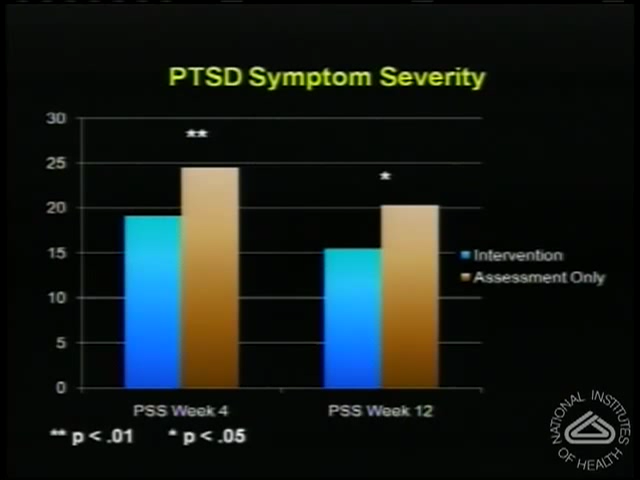 PTSD Symptom Severity
30
25
20
15
10
5
0
**
*
Intervention
Assessment Only
PSS Week 4
PSS Week 12
** p < .01 * p < .05
NATIONAL INSTITUTES
OF HEALTH